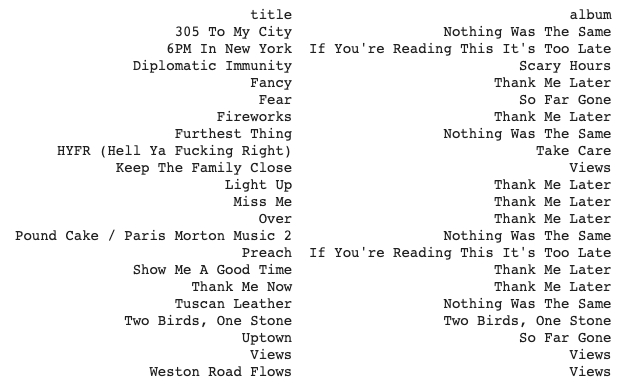 title album
305 To My City Nothing Was The Same
6PM In New York If You're Reading This It's Too Late
Diplomatic Immunity Scary Hours
Fancy Thank Me Later
Fear So Far Gone
Fireworks Thank Me Later
Furthest Thing Nothing Was The Same
HYFR (Hell Ya Fucking Right) Take Care
Keep The Family Close Views
Light Up Thank Me Later
Miss Me Thank Me Later
Over Thank Me Later
Pound Cake / Paris Morton Music 2 Nothing Was The Same
Preach If You're Reading This It's Too Late
Show Me A Good Time Thank Me Later
Thank Me Now Thank Me Later
Tuscan Leather Nothing Was The Same
Two Birds, One Stone Two Birds, One Stone
Uptown So Far Gone
Views Views
Weston Road Flows Views